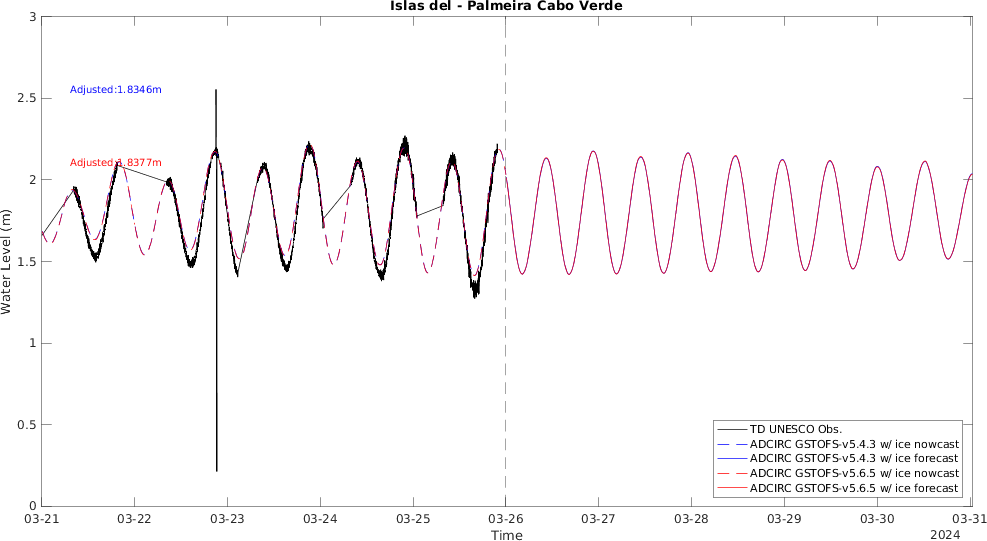 Islas del - Palmeira Cabo Verde
3
2.5
2
1.5
1
0.5
0
Water Level (m)
Adjusted:1.8346m
Adjusted:1.8377m
TD UNESCO Obs.
ADCIRC GSTOFS-v5.4.3 w/ ice nowcast
ADCIRC GSTOFS-v5.4.3 w/ ice forecast
ADCIRC GSTOFS-v5.6.5 w/ ice nowcast
ADCIRC GSTOFS-v5.6.5 w/ ice forecast
03-21 03-22 03-23 03-24 03-25 03-26 03-27 03-28 03-29 03-30 03-31
Time
2024